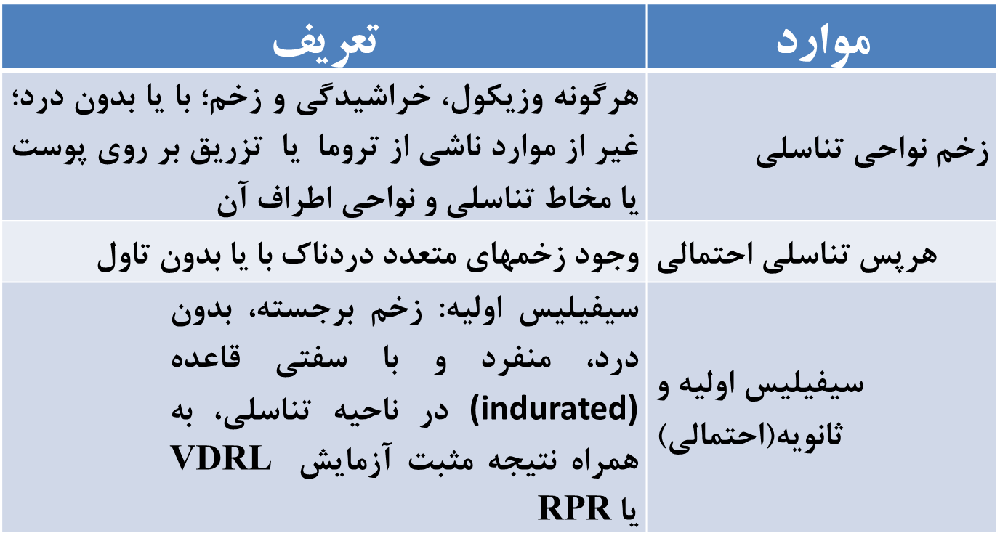 موارد
تعریف
زخم نواحی تناسلی
هرگونه وزیکول، خراشیدگی و زخم؛ با یا بدون درد؛
غیر از موارد ناشی از تروما یا تزریق بر روی پوست
یا مخاط تناسلی و نواحی اطراف آن
هرپس تناسلی احتمالی
وجود زخمهای متعدد دردناک با یا بدون تاول
سیفیلیس اولیه و
ثانویه(احتمالی)
سیفیلیس اولیه: زخم برجسته، بدون
درد، منفرد و با سفتی قاعده
(indurated) در ناحیه تناسلی، به
همراه نتیجه مثبت آزمایش VDRL
یا RPR